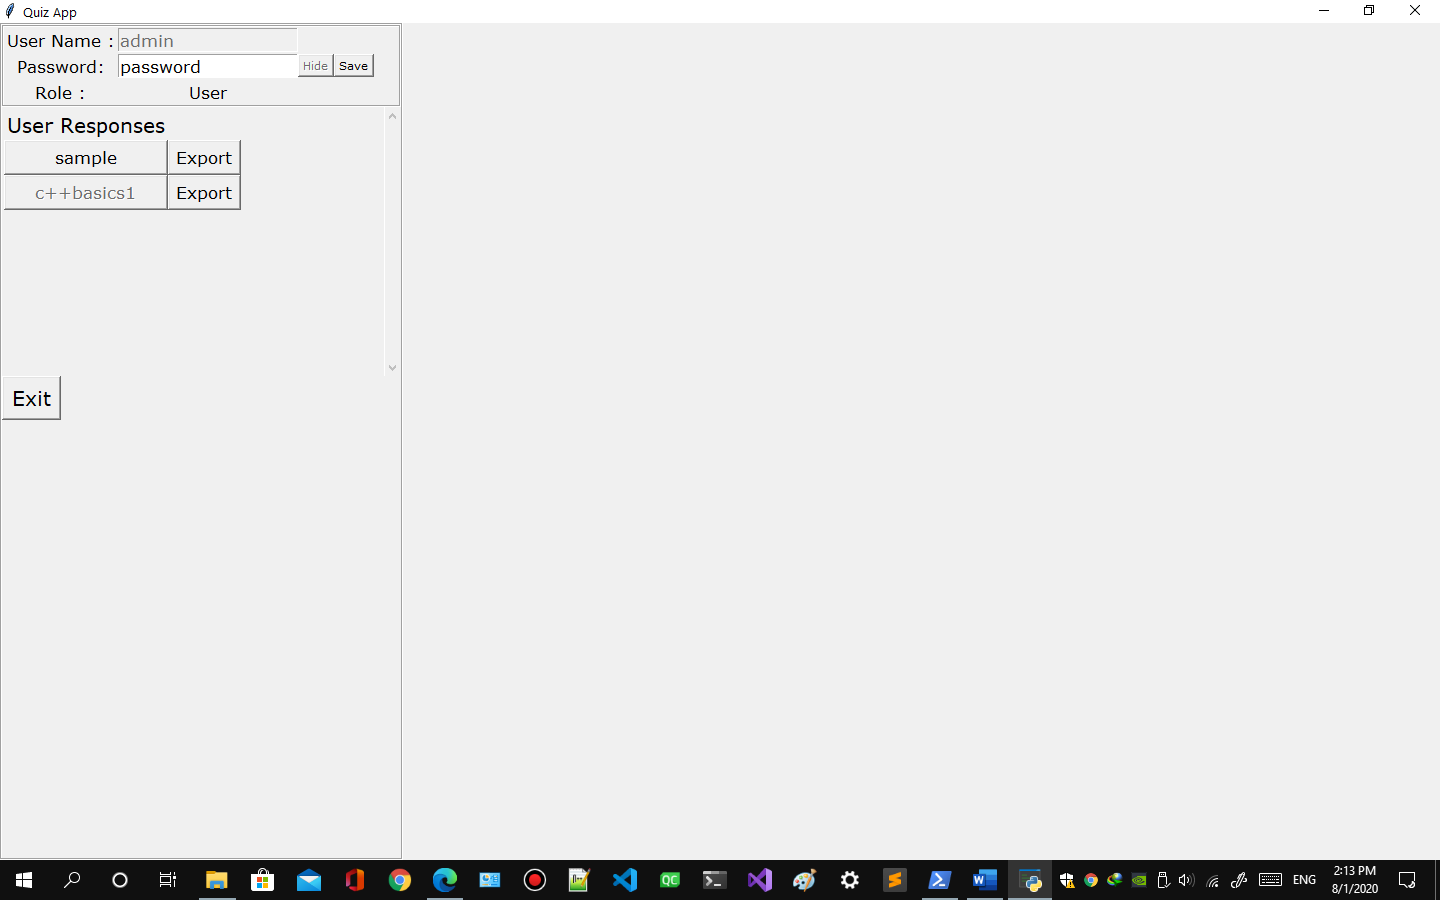 Quiz App
User Name : admin
Password: password Hide Save
Role : User
User Responses
sample Export
c++basics1 Export
Exit
QC
W
ENG
2:13 PM
8/1/2020